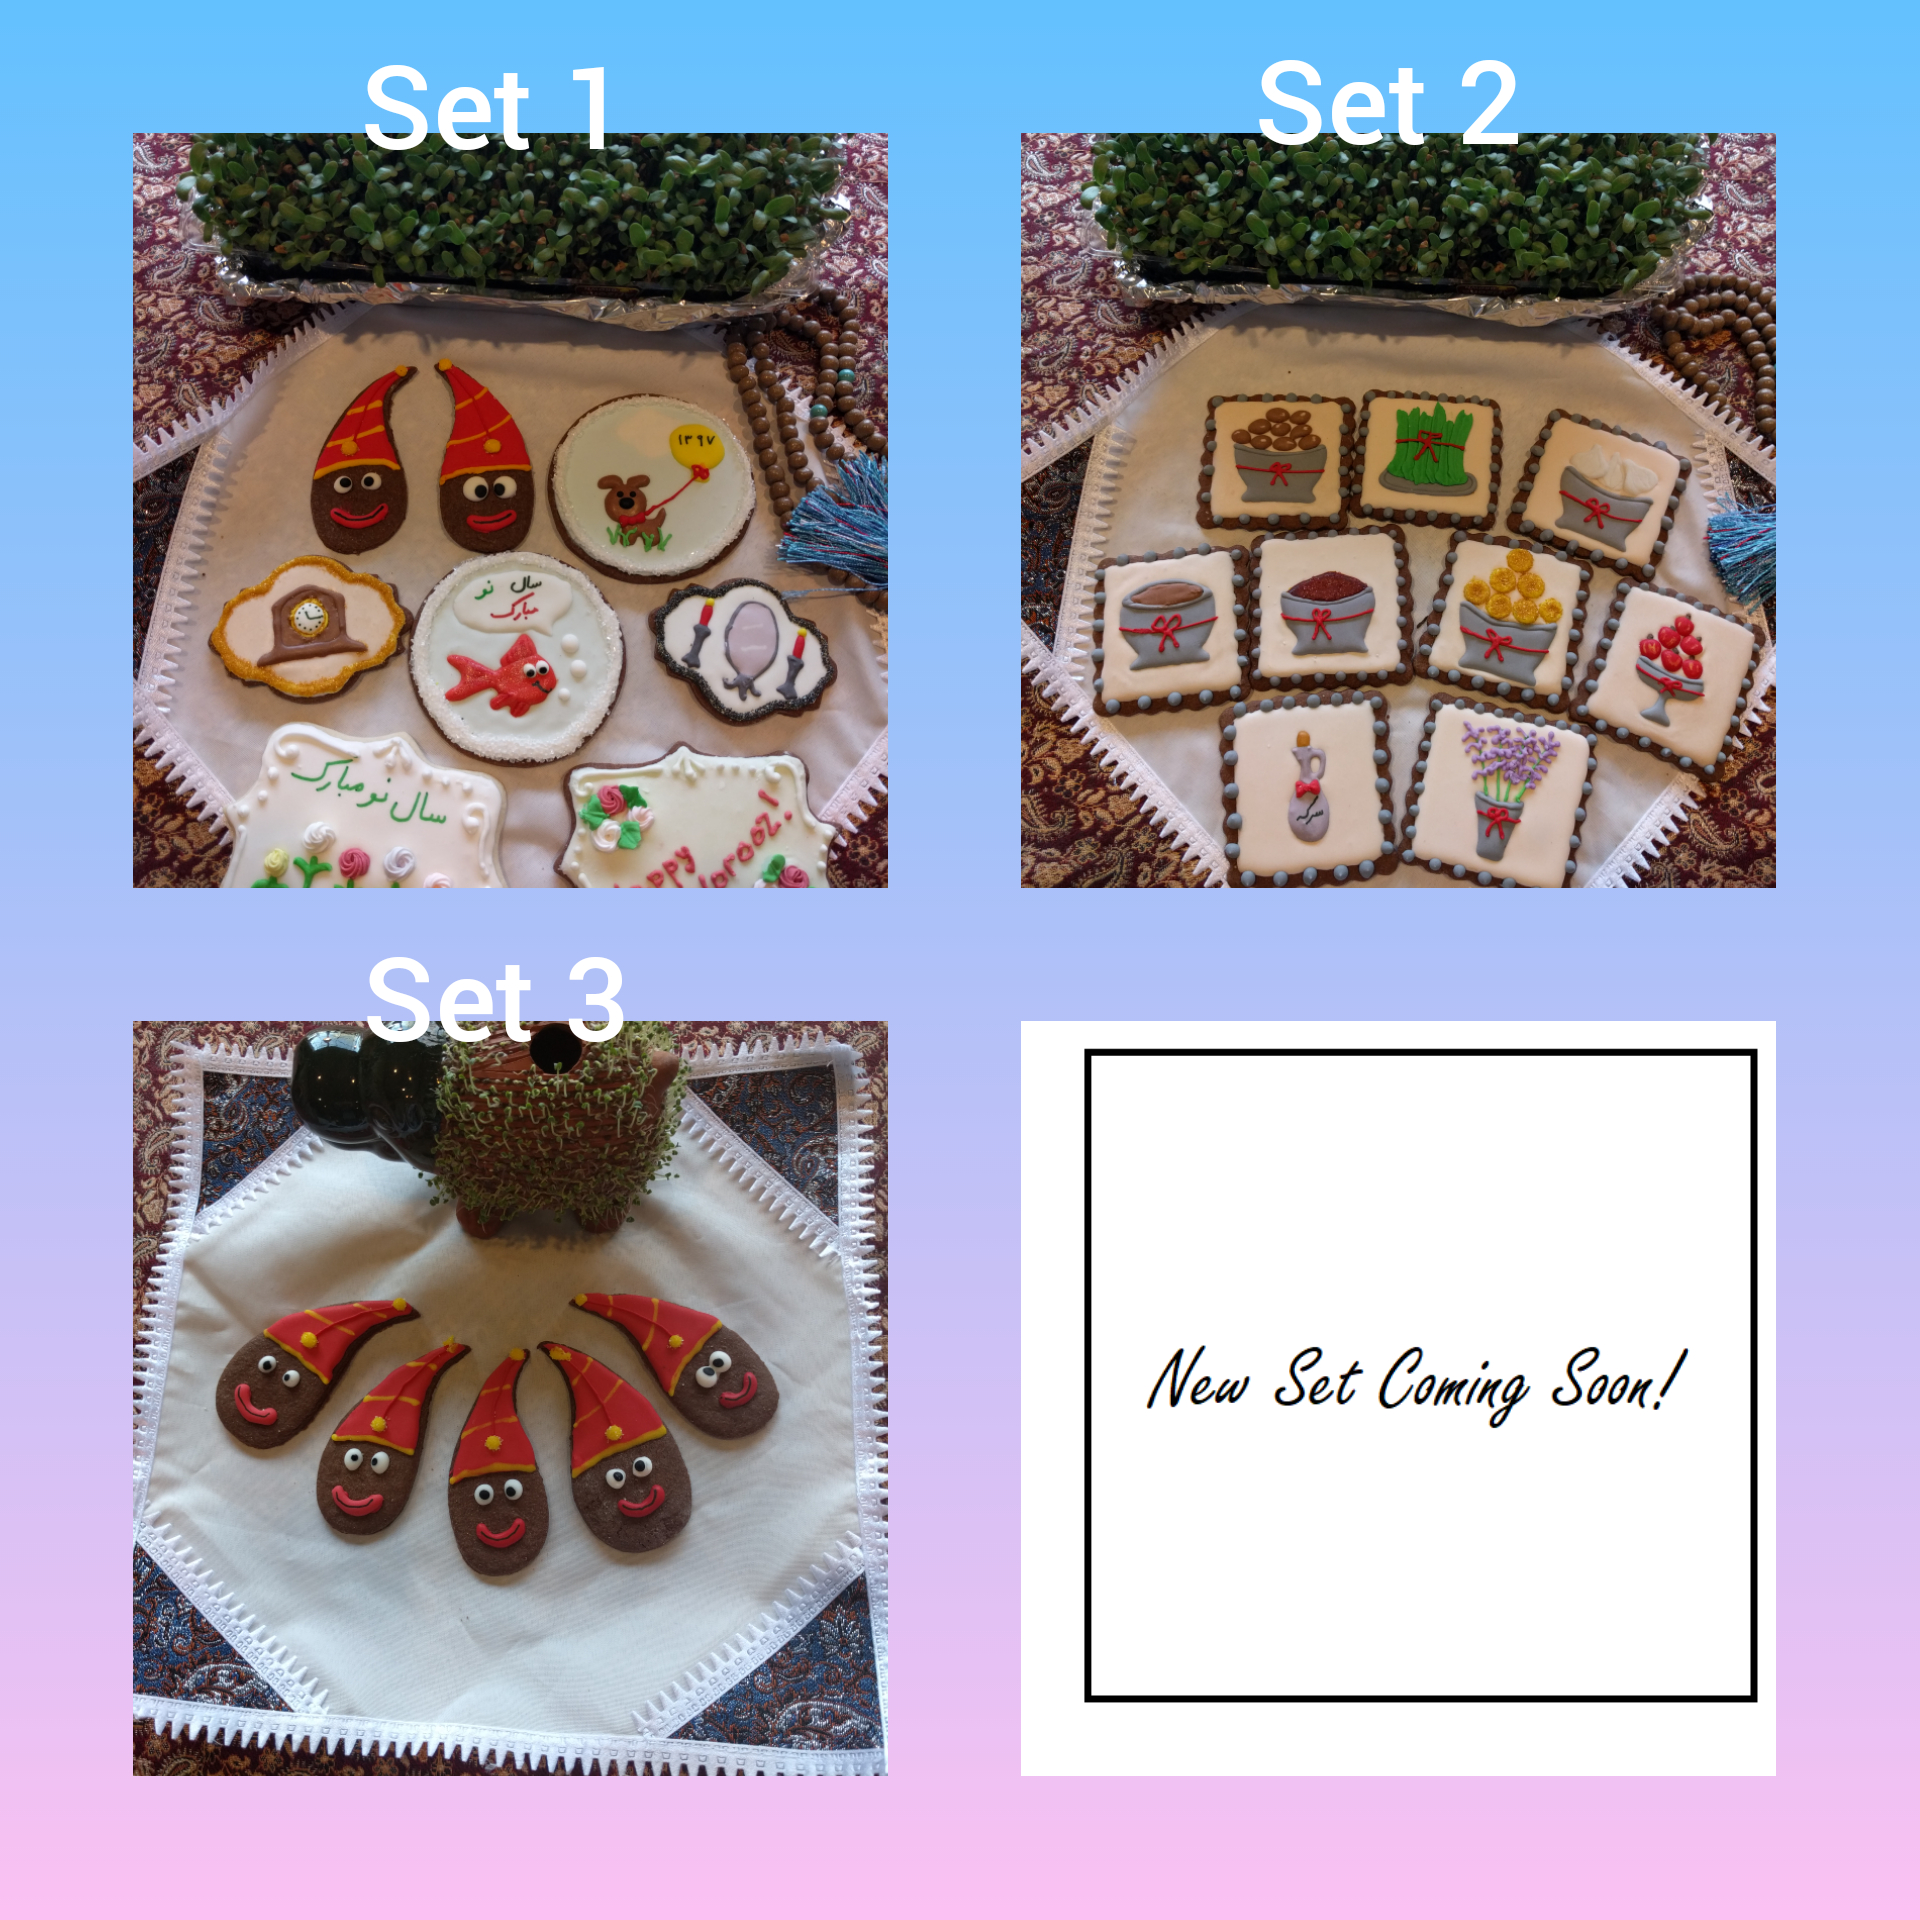 Set 1
Set 2
۱۳۹۷
سال نو
مبارک
سال نو مبارک
Happy
Norooz!
سرکه
Set 3
New Set Coming Soon!